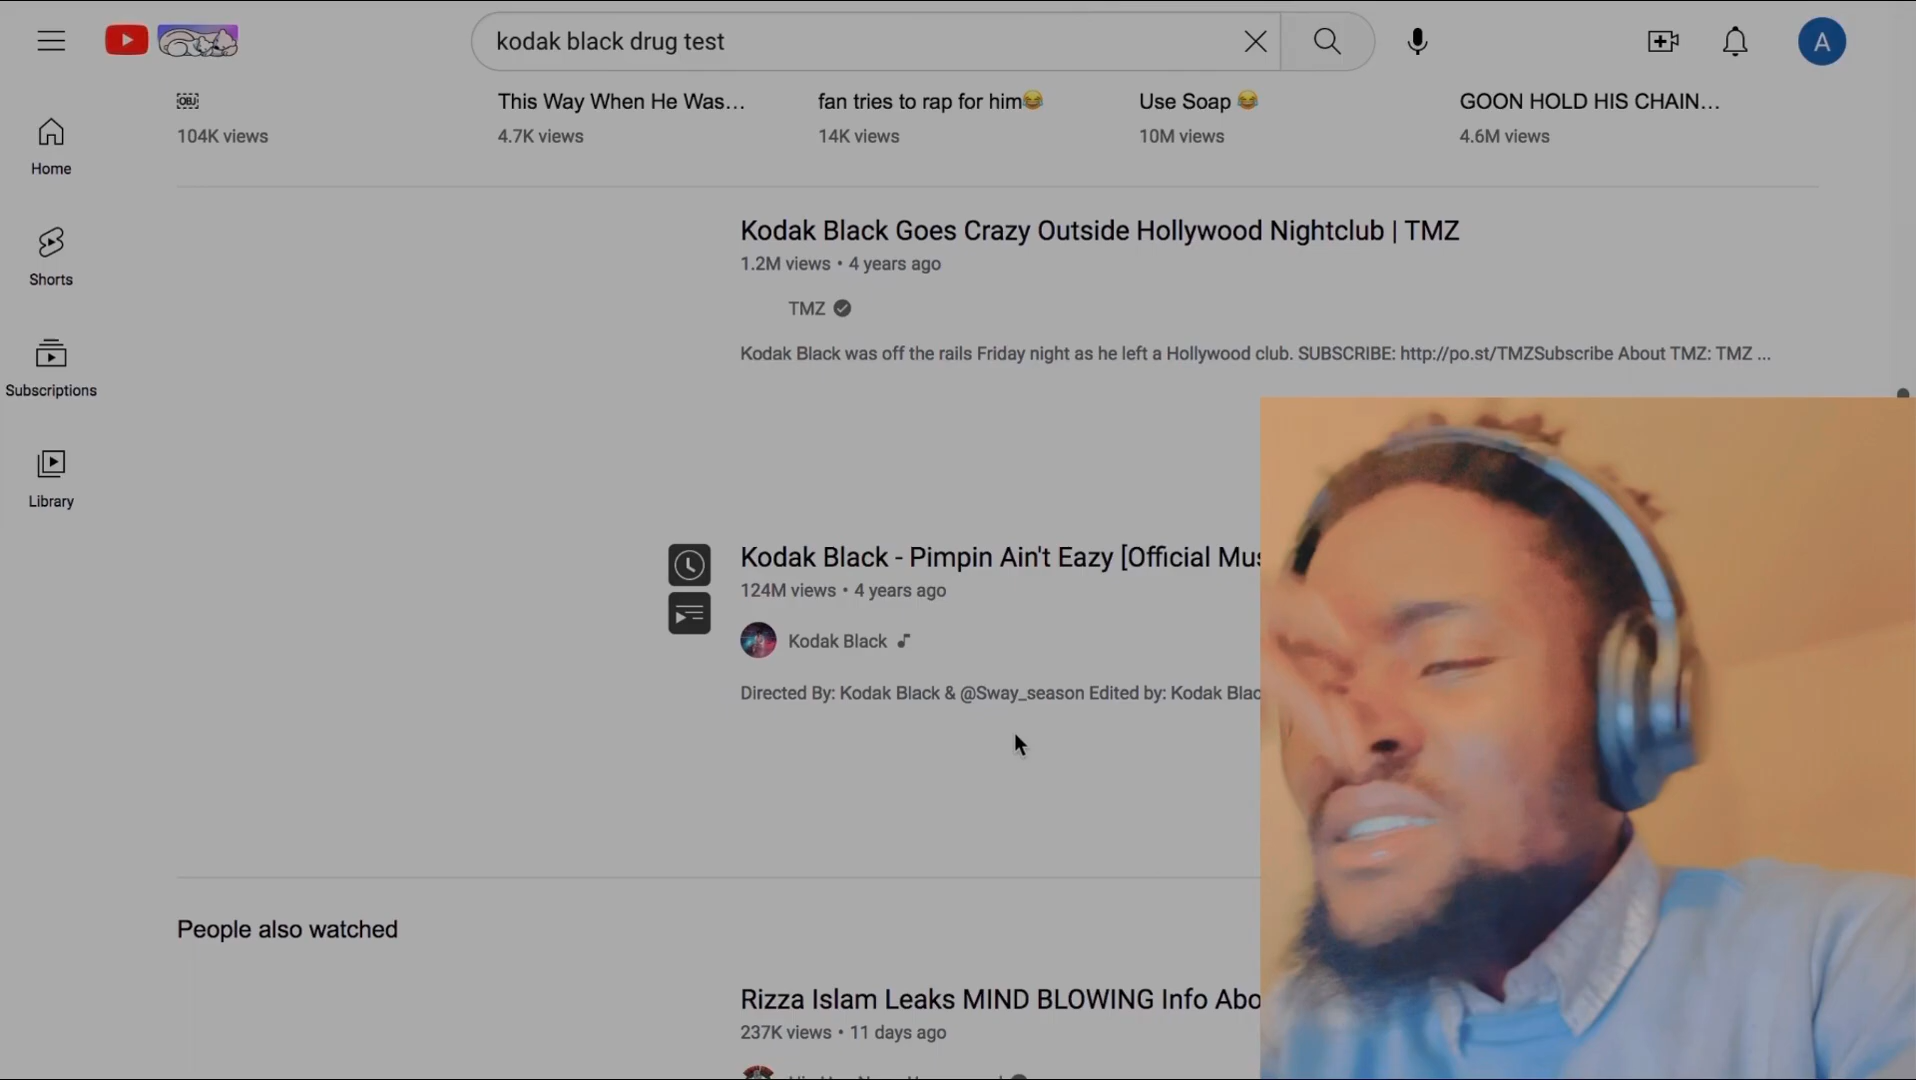 kodak black drug test
A
OBJ
104K views
This Way When He Was...
4.7K views
fan tries to rap for him😂
14K views
Use Soap 😂
10M views
GOON HOLD HIS CHAIN...
4.6M views
Home
Shorts
Subscriptions
Library
Kodak Black Goes Crazy Outside Hollywood Nightclub | TMZ
1.2M views • 4 years ago
TMZ
Kodak Black was off the rails Friday night as he left a Hollywood club. SUBSCRIBE: http://po.st/TMZSubscribe About TMZ: TMZ ...
Kodak Black - Pimpin Ain't Eazy [Official Mus
124M views • 4 years ago
Kodak Black
Directed By: Kodak Black & @Sway_season Edited by: Kodak Blac
People also watched
Rizza Islam Leaks MIND BLOWING Info Abo
237K views • 11 days ago